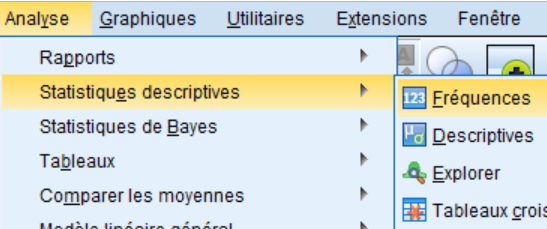 Analyse Graphiques Utilitaires Extensions Fenêtre
Rapports
Statistiques descriptives
123 Fréquences
Statistiques de Bayes
Descriptives
Tableaux
Explorer
Comparer les moyennes
Tableaux
Modèle linéaire général